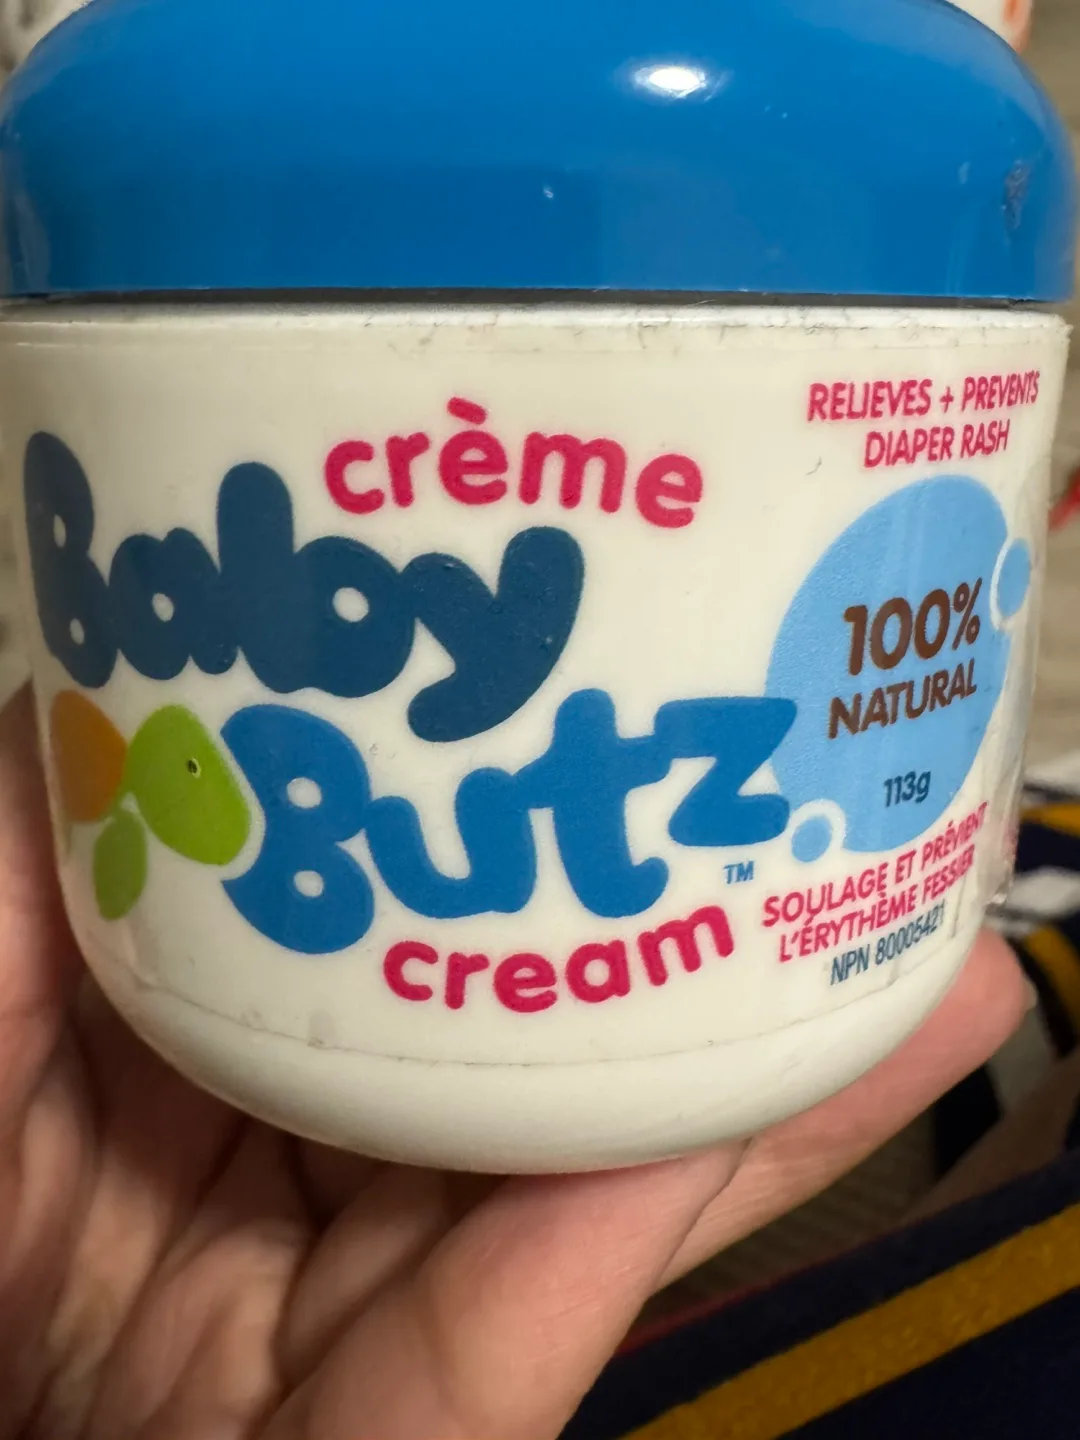 crème
Baby
Butz
TM
cream
RELIEVES + PREVENTS
DIAPER RASH
100%
NATURAL
113g
SOULAGE ET PRÉVIENT
L'ÉRYTHÈME FESSIER
NPN 80005421